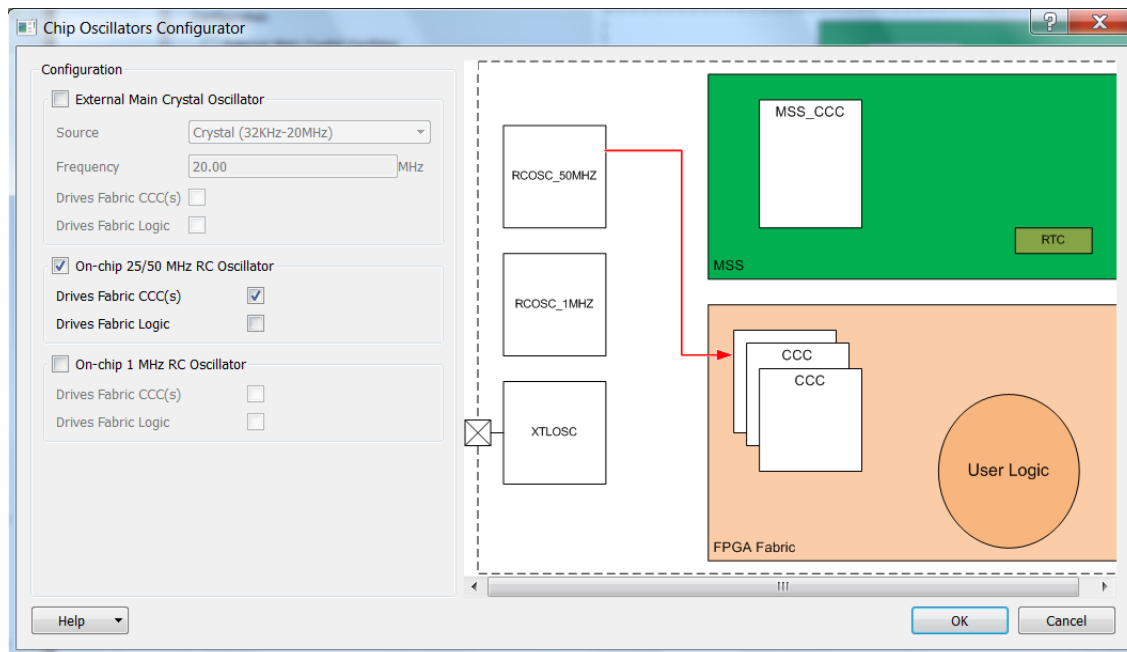 Chip Oscillators Configurator
Configuration
External Main Crystal Oscillator
Source Crystal (32KHz-20MHz)
Frequency 20.00 MHz
Drives Fabric CCC(s)
Drives Fabric Logic
On-chip 25/50 MHz RC Oscillator
Drives Fabric CCC(s)
Drives Fabric Logic
On-chip 1 MHz RC Oscillator
Drives Fabric CCC(s)
Drives Fabric Logic
RCOSC_50MHZ
RCOSC_1MHZ
XTLOSC
MSS_CCC
RTC
MSS
CCC
CCC
User Logic
FPGA Fabric
Help
OK
Cancel